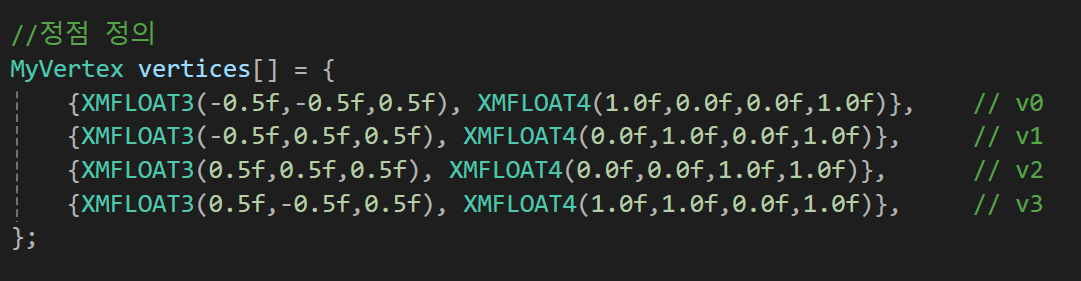 //정점 정의
MyVertex vertices[] = {
    {XMFLOAT3(-0.5f,-0.5f,0.5f), XMFLOAT4(1.0f,0.0f,0.0f,1.0f)},    // v0
    {XMFLOAT3(-0.5f,0.5f,0.5f), XMFLOAT4(0.0f,1.0f,0.0f,1.0f)},     // v1
    {XMFLOAT3(0.5f,0.5f,0.5f), XMFLOAT4(0.0f,0.0f,1.0f,1.0f)},      // v2
    {XMFLOAT3(0.5f,-0.5f,0.5f), XMFLOAT4(1.0f,1.0f,0.0f,1.0f)},     // v3
};